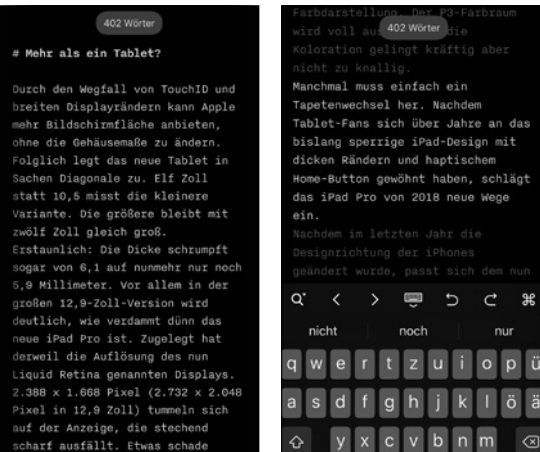 402 Wörter
# Mehr als ein Tablet?
Durch den Wegfall von TouchID und
breiten Displayrändern kann Apple
mehr Bildschirmfläche anbieten,
ohne die Gehäusemaße zu ändern.
Folglich legt das neue Tablet in
Sachen Diagonale zu. Elf Zoll
statt 10,5 misst die kleinere
Variante. Die größere bleibt mit
zwölf Zoll gleich groß.
Erstaunlich: Die Dicke schrumpft
sogar von 6,1 auf nunmehr nur noch
5,9 Millimeter. Vor allem in der
großen 12,9-Zoll-Version wird
deutlich, wie verdammt dünn das
neue iPad Pro ist. Zugelegt hat
derweil die Auflösung des nun
Liquid Retina genannten Displays.
2.388 x 1.668 Pixel (2.732 x 2.048
Pixel in 12,9 Zoll) tummeln sich
auf der Anzeige, die stechend
scharf ausfällt. Etwas schade
Farbdarstellung. Der P3-Farbraum
402 Wörter
wird voll die
Koloration gelingt kräftig aber
nicht zu knallig.
Manchmal muss einfach ein
Tapetenwechsel her. Nachdem
Tablet-Fans sich über Jahre an das
bislang sperrige iPad-Design mit
dicken Rändern und haptischem
Home-Button gewöhnt haben, schlägt
das iPad Pro von 2018 neue Wege
ein.
Nachdem im letzten Jahr die
Designrichtung der iPhones
geändert wurde, passt sich dem nun
nicht noch nur
q w e r t z u i o p ü
a s d f g h j k l ö ä
y x c v b n m